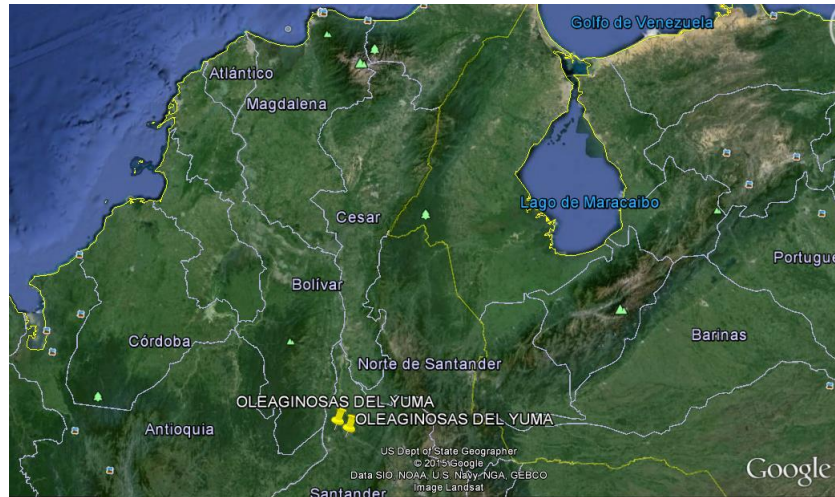 Golfo de Venezuela
Atlántico
Magdalena
Lago de Maracaibo
Cesar
Portugue
Bolívar
Barinas
Córdoba
Norte de Santander
OLEAGINOSAS DEL YUMA
OLEAGINOSAS DEL YUMA
Antioquia
US Dept of State Geographer
© 2015 Google
Data SIO, NOAA, U.S. Navy, NGA, GEBCO
Image Landsat
Google
Santander